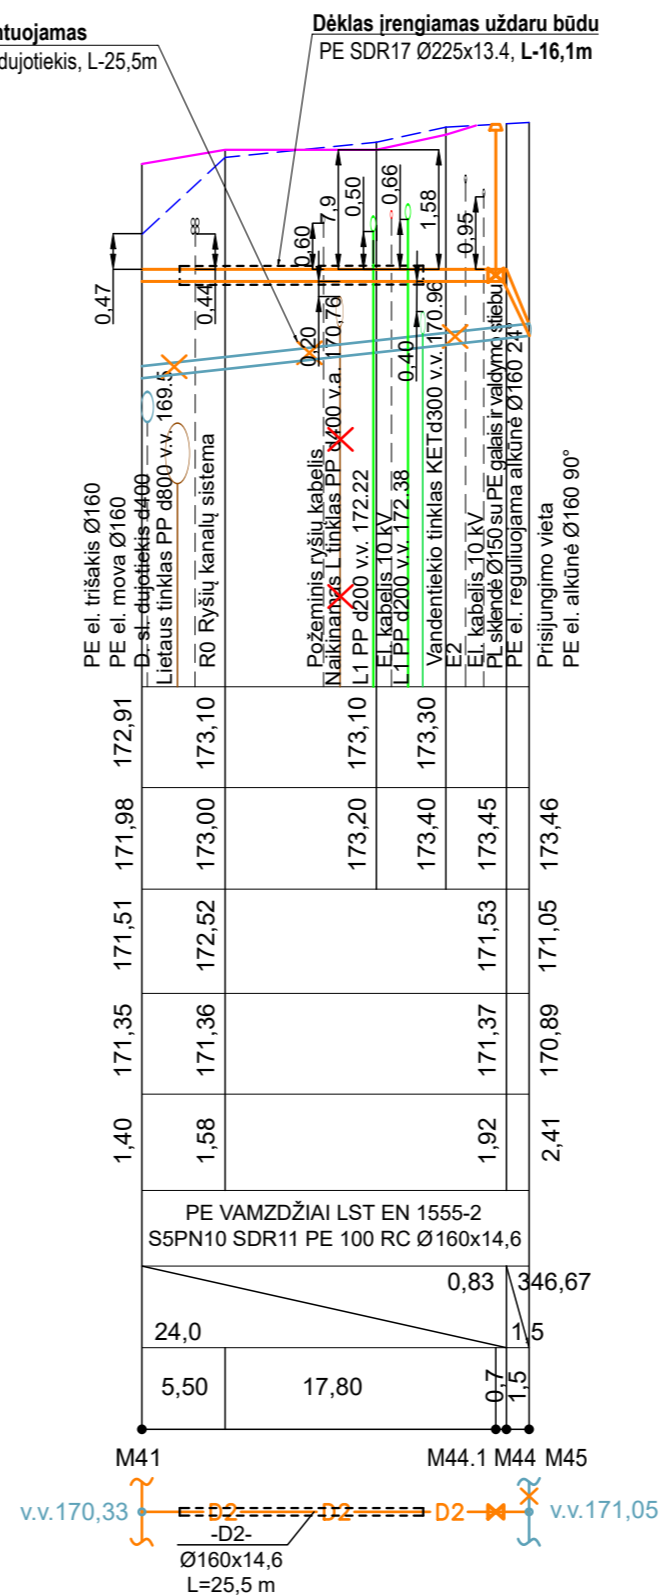 ntuojamas
dujotiekis, L-25,5m
Dėklas įrengiamas uždaru būdu
PE SDR17 Ø225x13.4, L-16,1m
0,47
0,44
0,60
0,20
7,9
0,50
0,66
0,40
1,58
0,95
PE el. trišakis Ø160
PE el. mova Ø160
D. sl. dujotiekis d400
Lietaus tinklas PP d800 v.v. 169.5
R0 Ryšių kanalų sistema
Požeminis ryšių kabelis
Naikinamas L tinklas PP d400 v.a. 170,76
L1 PP d200 v.v. 172.22
El. kabelis 10 kV
L1 PP d200 v.v. 172.38
Vandentiekio tinklas KETd300 v.v. 170.96
E2
El. kabelis 10 kV
PL sklendė Ø150 su PE galais ir valdymo stiebu
PE el. reguliuojama alkūnė Ø160 24°
Prisijungimo vieta
PE el. alkūnė Ø160 90°
172,91 173,10 173,10 173,30
171,98 173,00 173,20 173,40 173,45 173,46
171,51 172,52 171,53 171,05
171,35 171,36 171,37 170,89
1,40 1,58 1,92 2,41
PE VAMZDŽIAI LST EN 1555-2
S5PN10 SDR11 PE 100 RC Ø160x14,6
0,83 346,67
24,0 1,5
5,50 17,80 0,7 1,5
M41 M44.1 M44 M45
v.v.170,33 D2 D2 D2 v.v.171,05
-D2-
Ø160x14,6
L=25,5 m